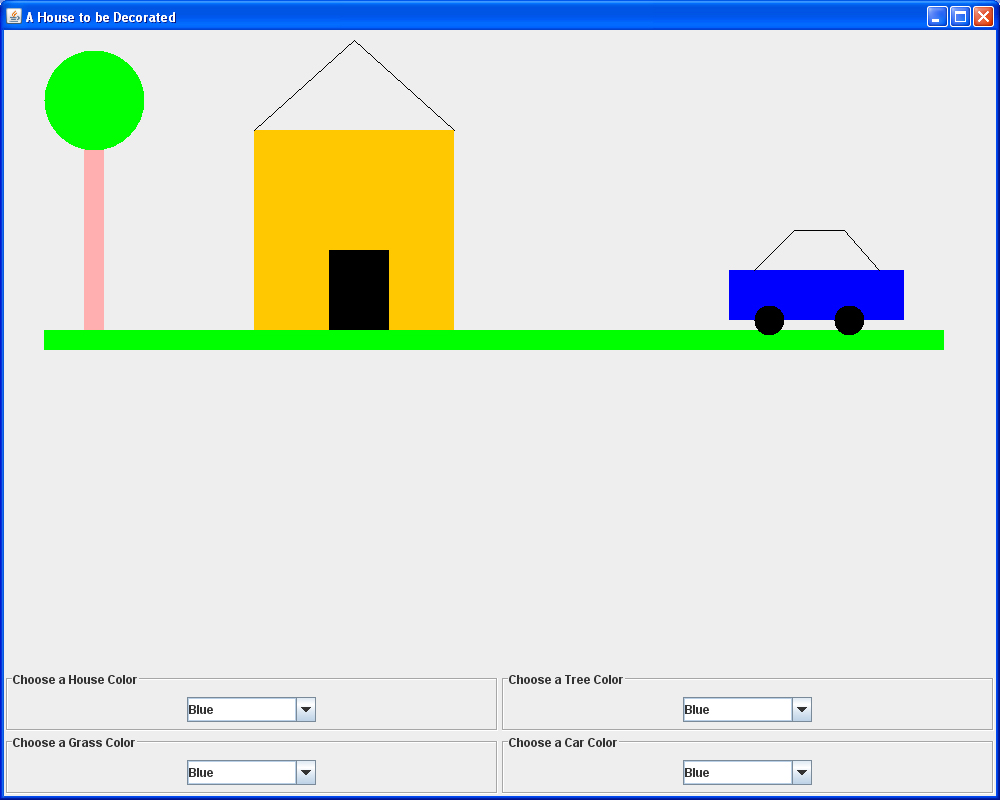 A House to be Decorated
Choose a House Color
Choose a Tree Color
Blue
Blue
Choose a Grass Color
Choose a Car Color
Blue
Blue